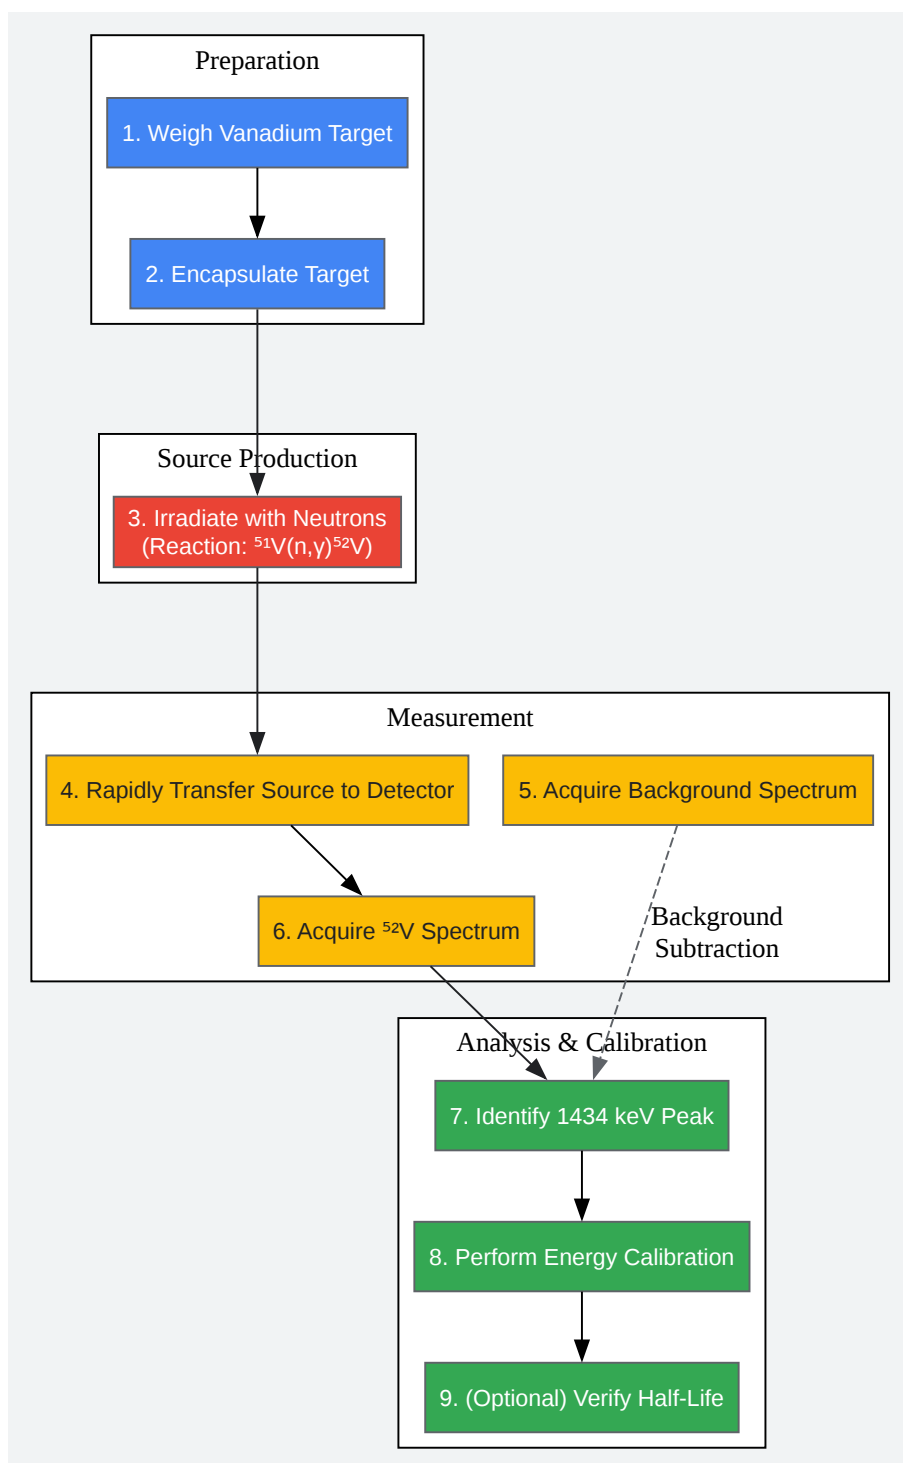 Preparation
1. Weigh Vanadium Target
2. Encapsulate Target
Source Production
3. Irradiate with Neutrons
(Reaction: ⁵¹V(n,γ)⁵²V)
Measurement
4. Rapidly Transfer Source to Detector
5. Acquire Background Spectrum
6. Acquire ⁵²V Spectrum
Background
Subtraction
Analysis & Calibration
7. Identify 1434 keV Peak
8. Perform Energy Calibration
9. (Optional) Verify Half-Life